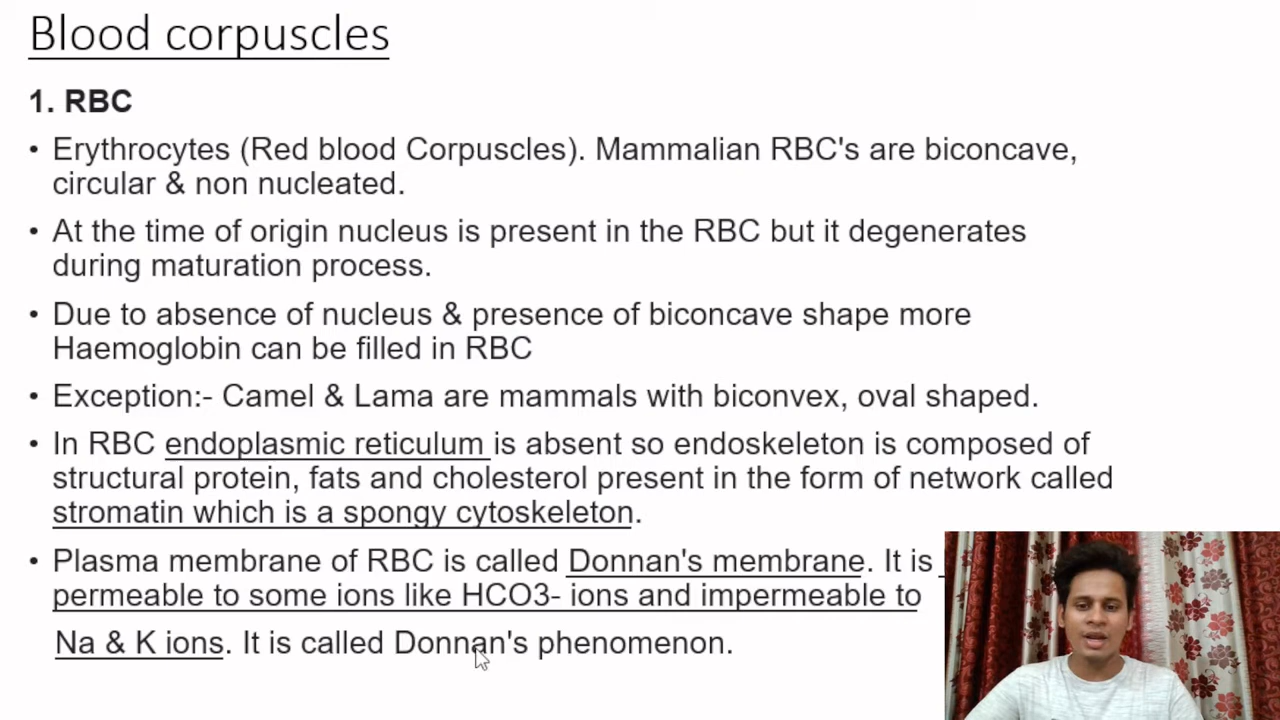 Blood corpuscles
1. RBC
• Erythrocytes (Red blood Corpuscles). Mammalian RBC's are biconcave,
circular & non nucleated.
• At the time of origin nucleus is present in the RBC but it degenerates
during maturation process.
• Due to absence of nucleus & presence of biconcave shape more
Haemoglobin can be filled in RBC
• Exception:- Camel & Lama are mammals with biconvex, oval shaped.
• In RBC endoplasmic reticulum is absent so endoskeleton is composed of
structural protein, fats and cholesterol present in the form of network called
stromatin which is a spongy cytoskeleton.
• Plasma membrane of RBC is called Donnan's membrane. It is
permeable to some ions like HCO3- ions and impermeable to
Na & K ions. It is called Donnan's phenomenon.